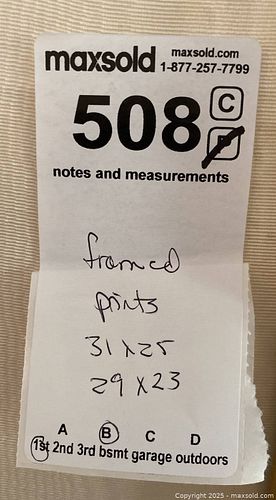 maxsold maxsold.com
1-877-257-7799
508 C
notes and measurements
framed
prints
31 x 25
29 x 23
A B C D
1st 2nd 3rd bsmt garage outdoors
Copyright 2025 - maxsold.com